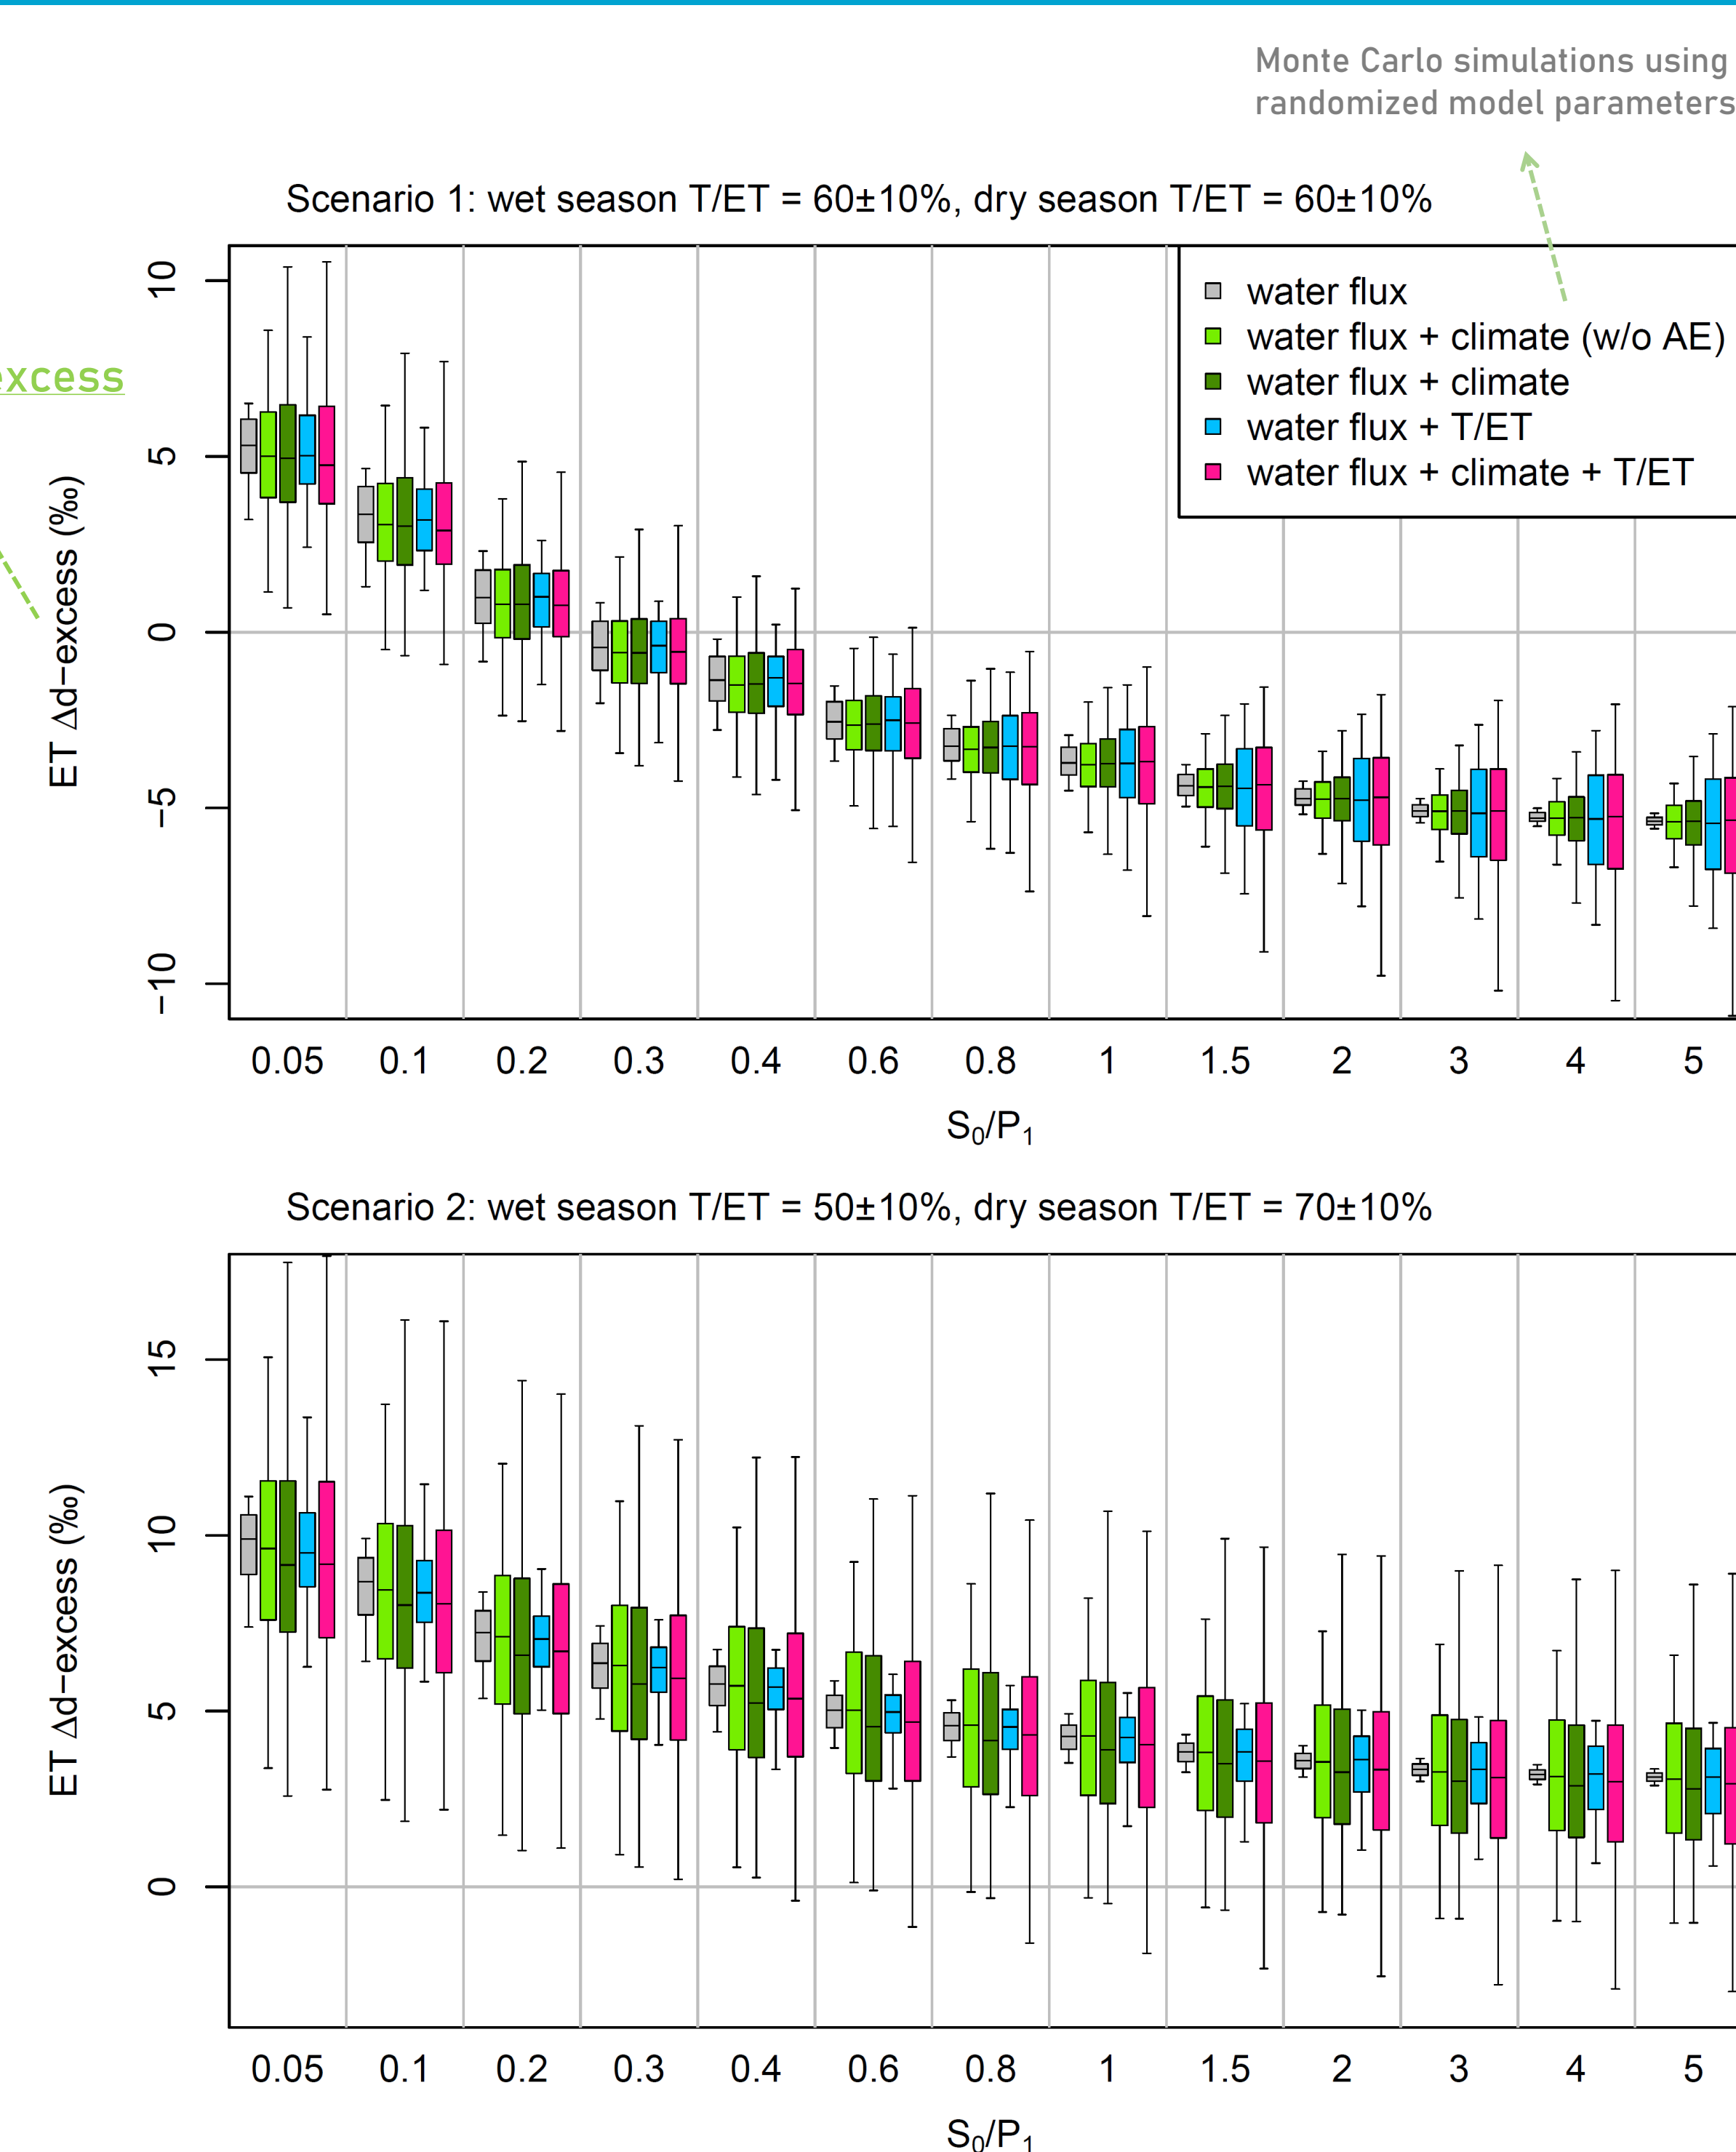 Monte Carlo simulations using
randomized model parameters
Scenario 1: wet season T/ET = 60±10%, dry season T/ET = 60±10%
excess
water flux
water flux + climate (w/o AE)
water flux + climate
water flux + T/ET
water flux + climate + T/ET
ET Δd−excess (‰)
10
5
0
−5
−10
0.05 0.1 0.2 0.3 0.4 0.6 0.8 1 1.5 2 3 4 5
S₀/P₁
Scenario 2: wet season T/ET = 50±10%, dry season T/ET = 70±10%
ET Δd−excess (‰)
15
10
5
0
0.05 0.1 0.2 0.3 0.4 0.6 0.8 1 1.5 2 3 4 5
S₀/P₁